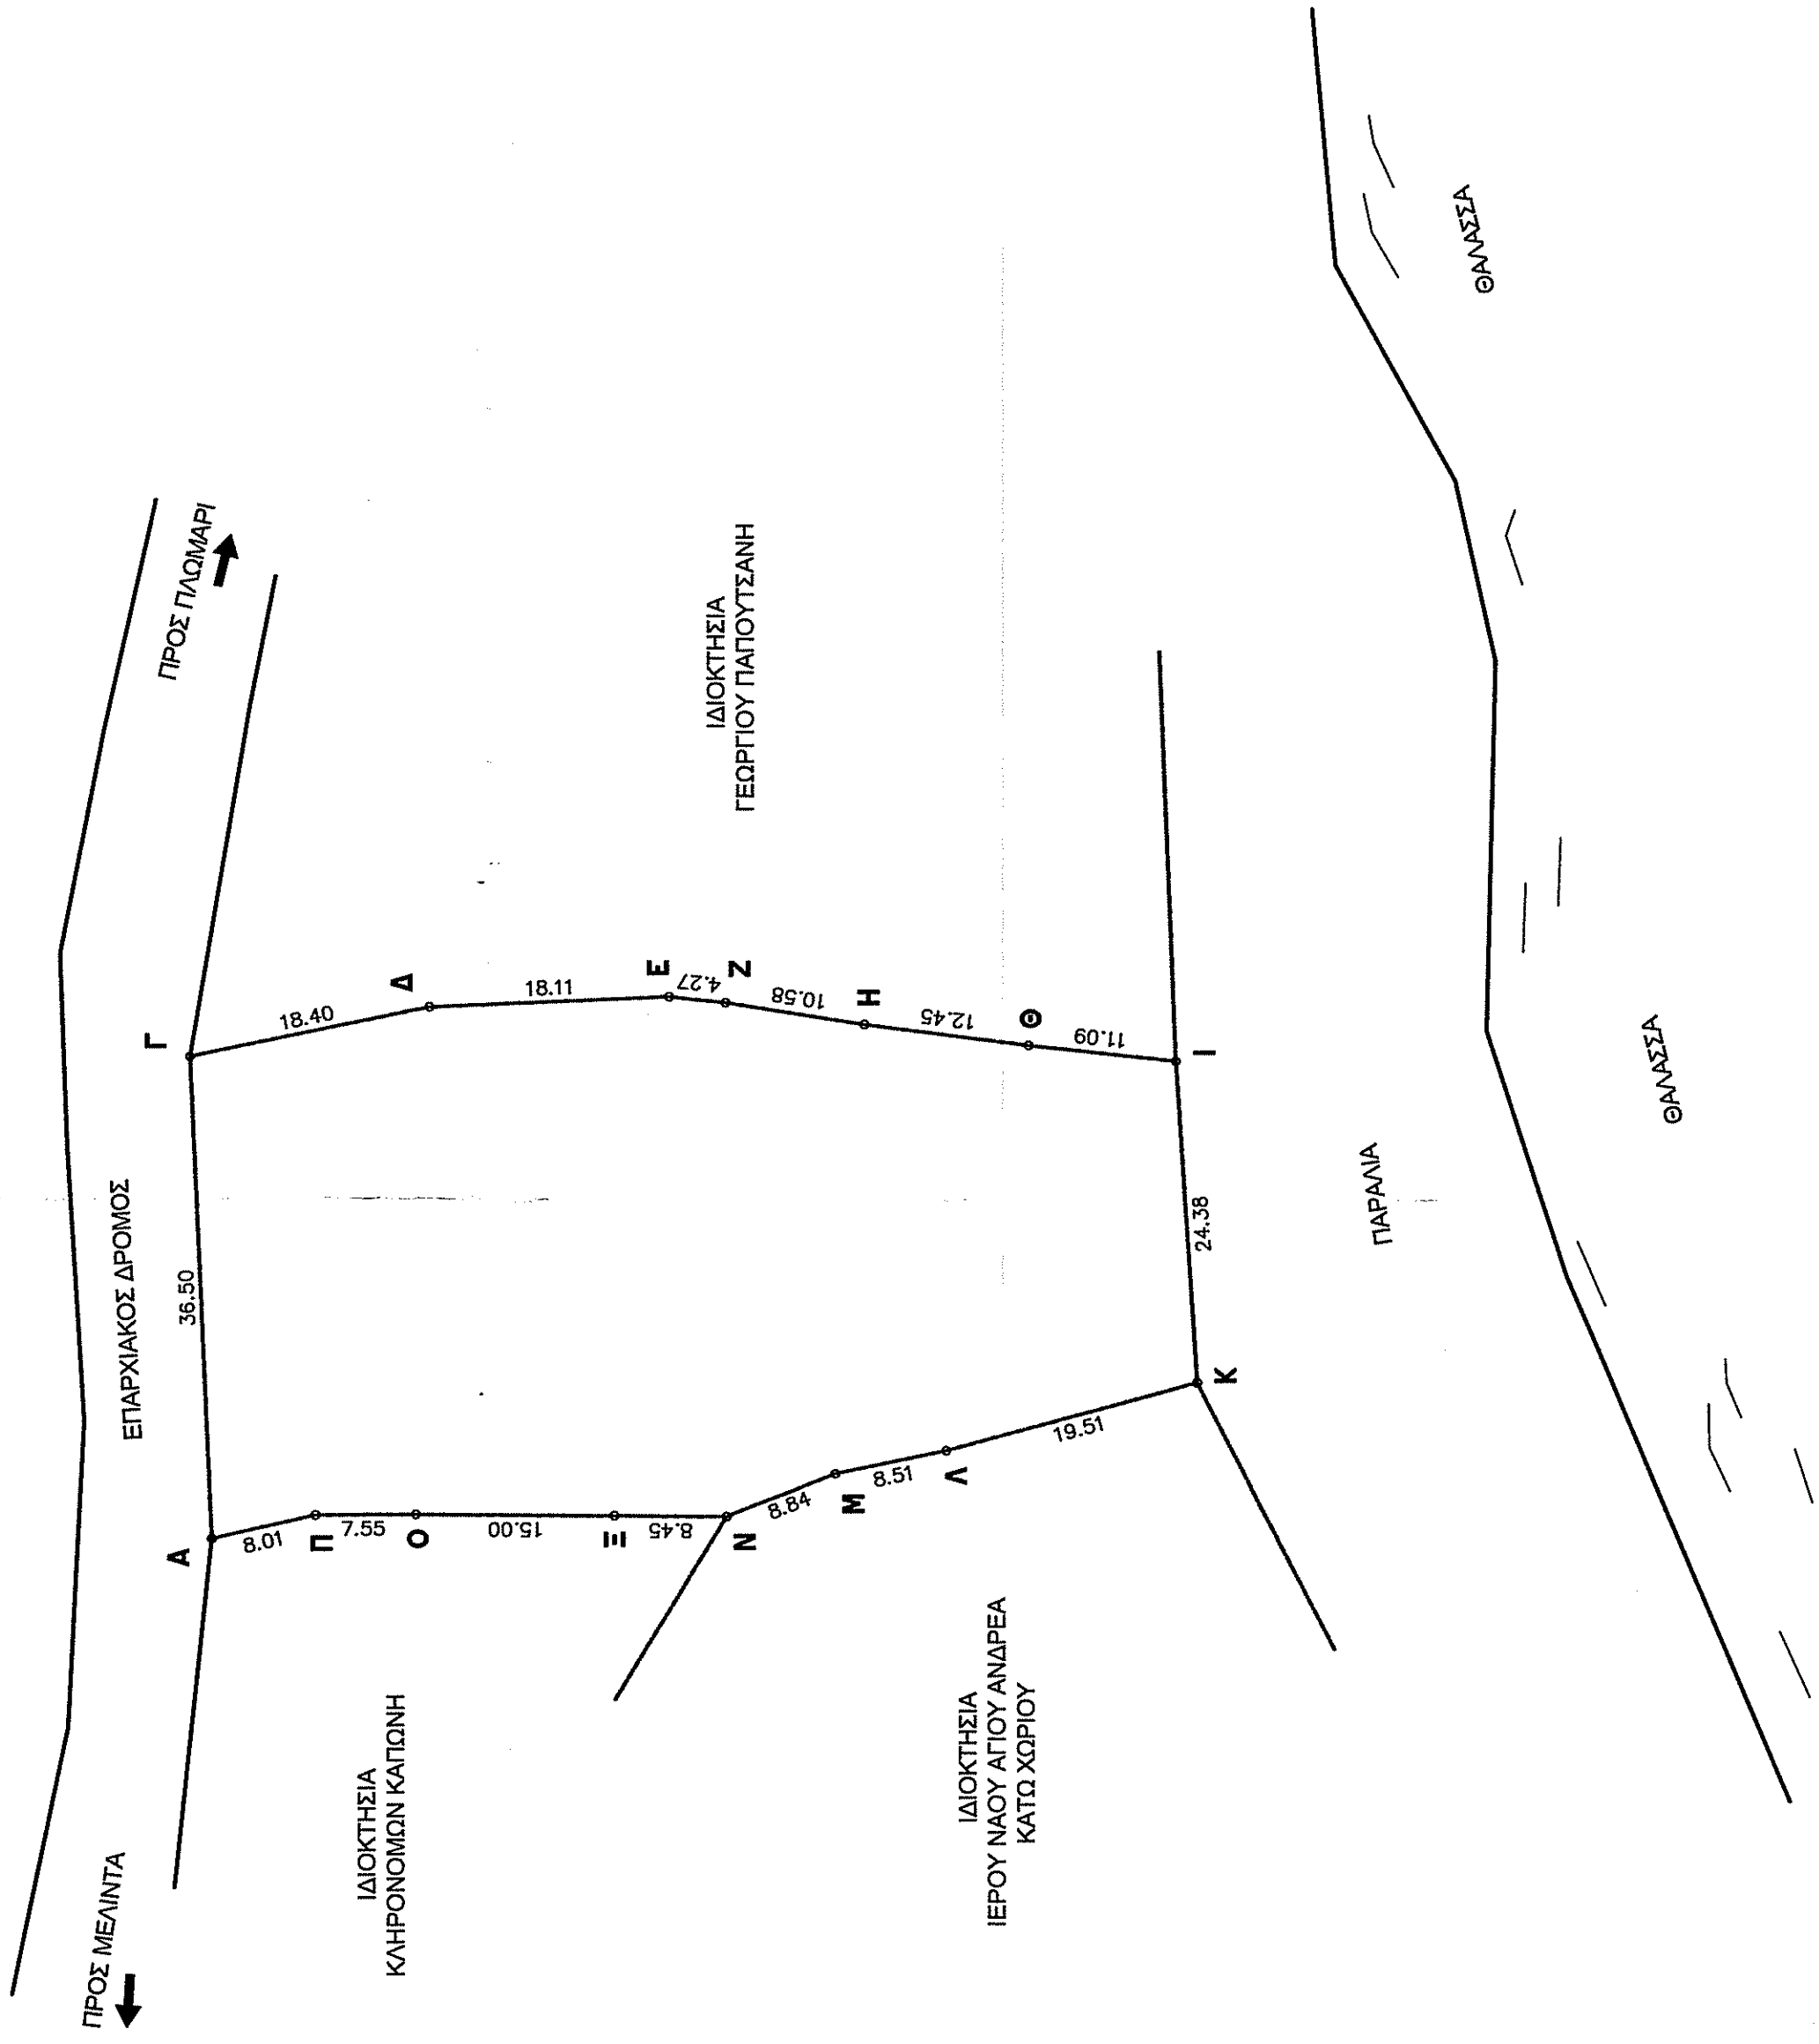 ΠΡΟΣ ΜΕΛΙΝΤΑ
ΕΠΑΡΧΙΑΚΟΣ ΔΡΟΜΟΣ
ΠΡΟΣ ΠΛΩΜΑΡΙ
Α
36.50
Γ
8.01
Π
7.55
Ο
15.00
Ξ
8.45
Ν
8.84
Μ
8.51
Λ
19.51
Κ
24.38
Ι
11.09
Θ
12.45
Η
10.58
Ζ
4.27
Ε
18.11
Δ
18.40
ΙΔΙΟΚΤΗΣΙΑ
ΚΛΗΡΟΝΟΜΩΝ ΚΑΠΩΝΗ
ΙΔΙΟΚΤΗΣΙΑ
ΓΕΩΡΓΙΟΥ ΠΑΠΟΥΤΣΑΝΗ
ΙΔΙΟΚΤΗΣΙΑ
ΙΕΡΟΥ ΝΑΟΥ ΑΓΙΟΥ ΑΝΔΡΕΑ
ΚΑΤΩ ΧΩΡΙΟΥ
ΠΑΡΑΛΙΑ
ΘΑΛΑΣΣΑ
ΘΑΛΑΣΣΑ